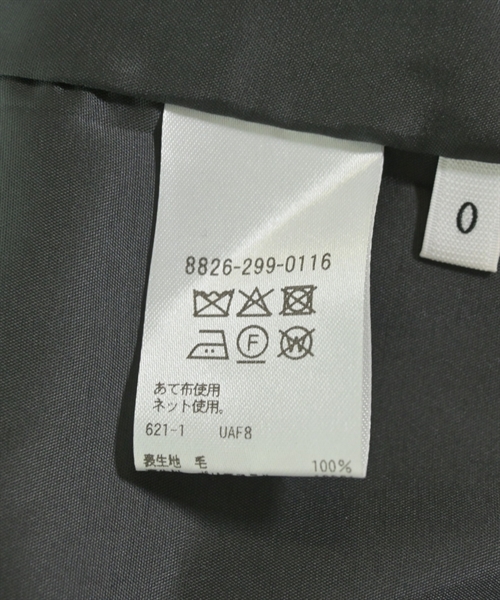 8826-299-0116
F W
あて布使用
ネット使用。
621-1 UAF8
表生地 毛 100%
0